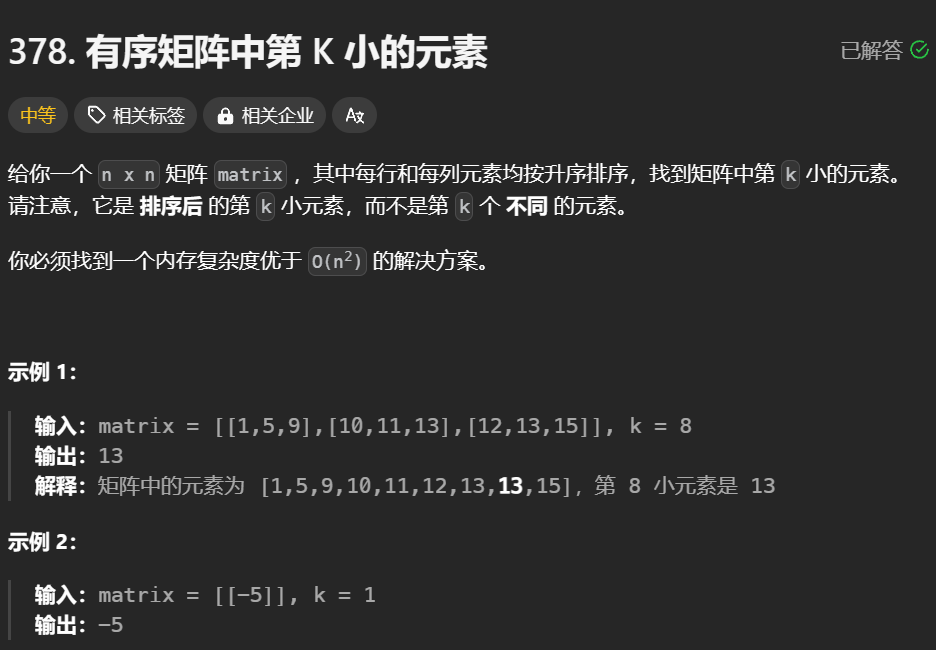 378. 有序矩阵中第 K 小的元素
已解答
中等 相关标签 相关企业 Ax
给你一个 n x n 矩阵 matrix ，其中每行和每列元素均按升序排序，找到矩阵中第 k 小的元素。
请注意，它是 排序后 的第 k 小元素，而不是第 k 个 不同 的元素。
你必须找到一个内存复杂度优于 O(n²) 的解决方案。
示例 1：
输入：matrix = [[1,5,9],[10,11,13],[12,13,15]], k = 8
输出：13
解释：矩阵中的元素为 [1,5,9,10,11,12,13,13,15]，第 8 小元素是 13
示例 2：
输入：matrix = [[-5]], k = 1
输出：-5